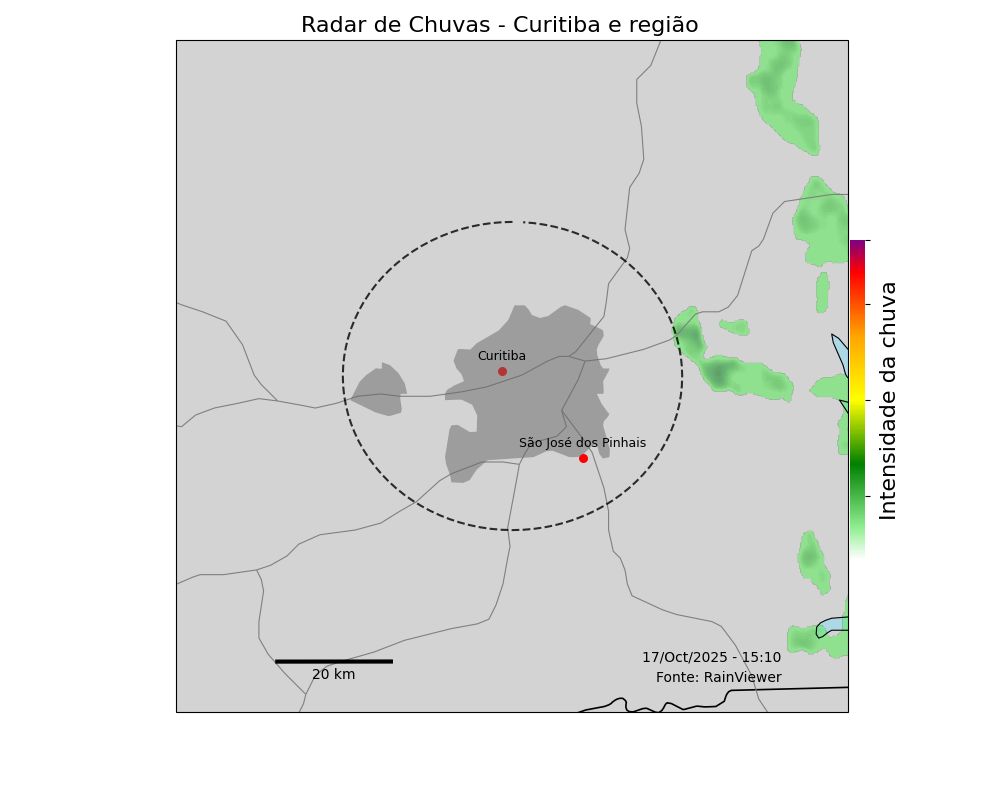 Radar de Chuvas - Curitiba e região
Curitiba
São José dos Pinhais
Intensidade da chuva
20 km
17/Oct/2025 - 15:10
Fonte: RainViewer